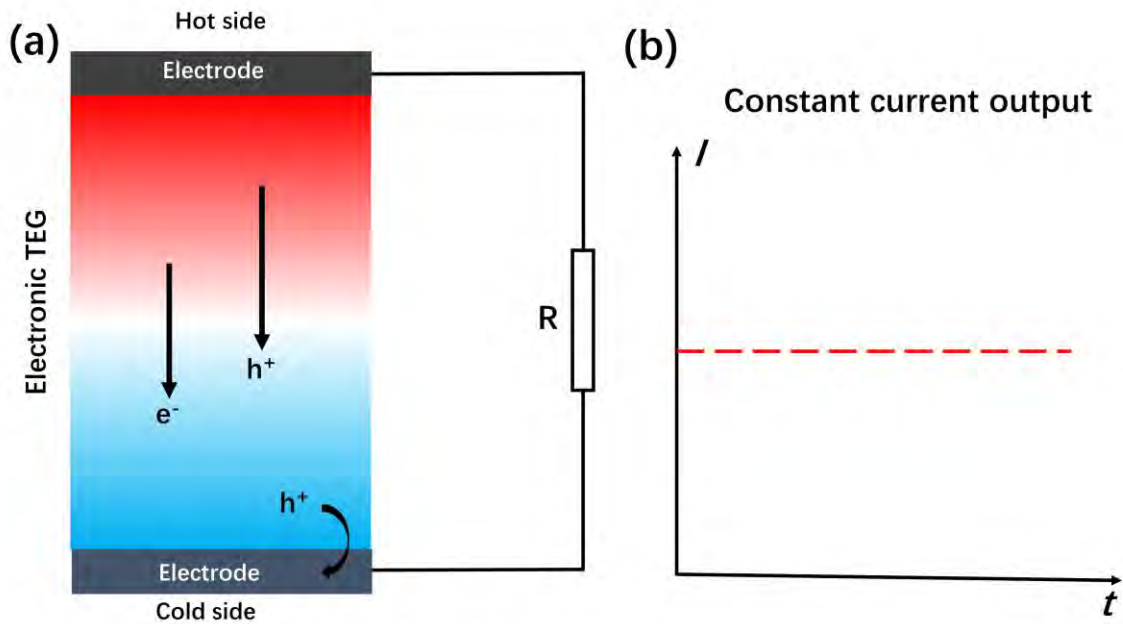 (a)
Hot side
Electrode
Electronic TEG
e-
h+
h+
Electrode
Cold side
R
(b)
Constant current output
I
t